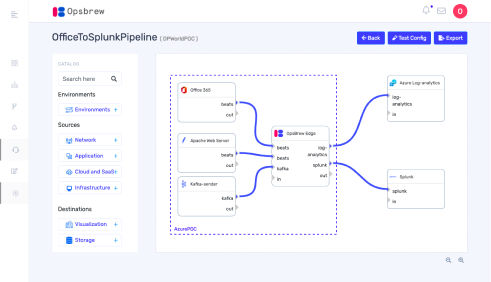 Opsbrew
O
OfficeToSplunkPipeline (OPWorldPOC)
Back
Test Config
Export
CATALOG
Search here
Environments
Environments +
Sources
Network +
Application +
Cloud and SaaS+
Infrastructure +
Destinations
Visualization +
Storage +
Office 365
beats
out
Apache Web Server
beats
out
Kafka-sender
kafka
out
AzurePOC
OpsBrew Edge
beats
log-
analytics
beats
kafka
splunk
in
out
Azure Log-analytics
log-
analytics
in
Splunk
splunk
in